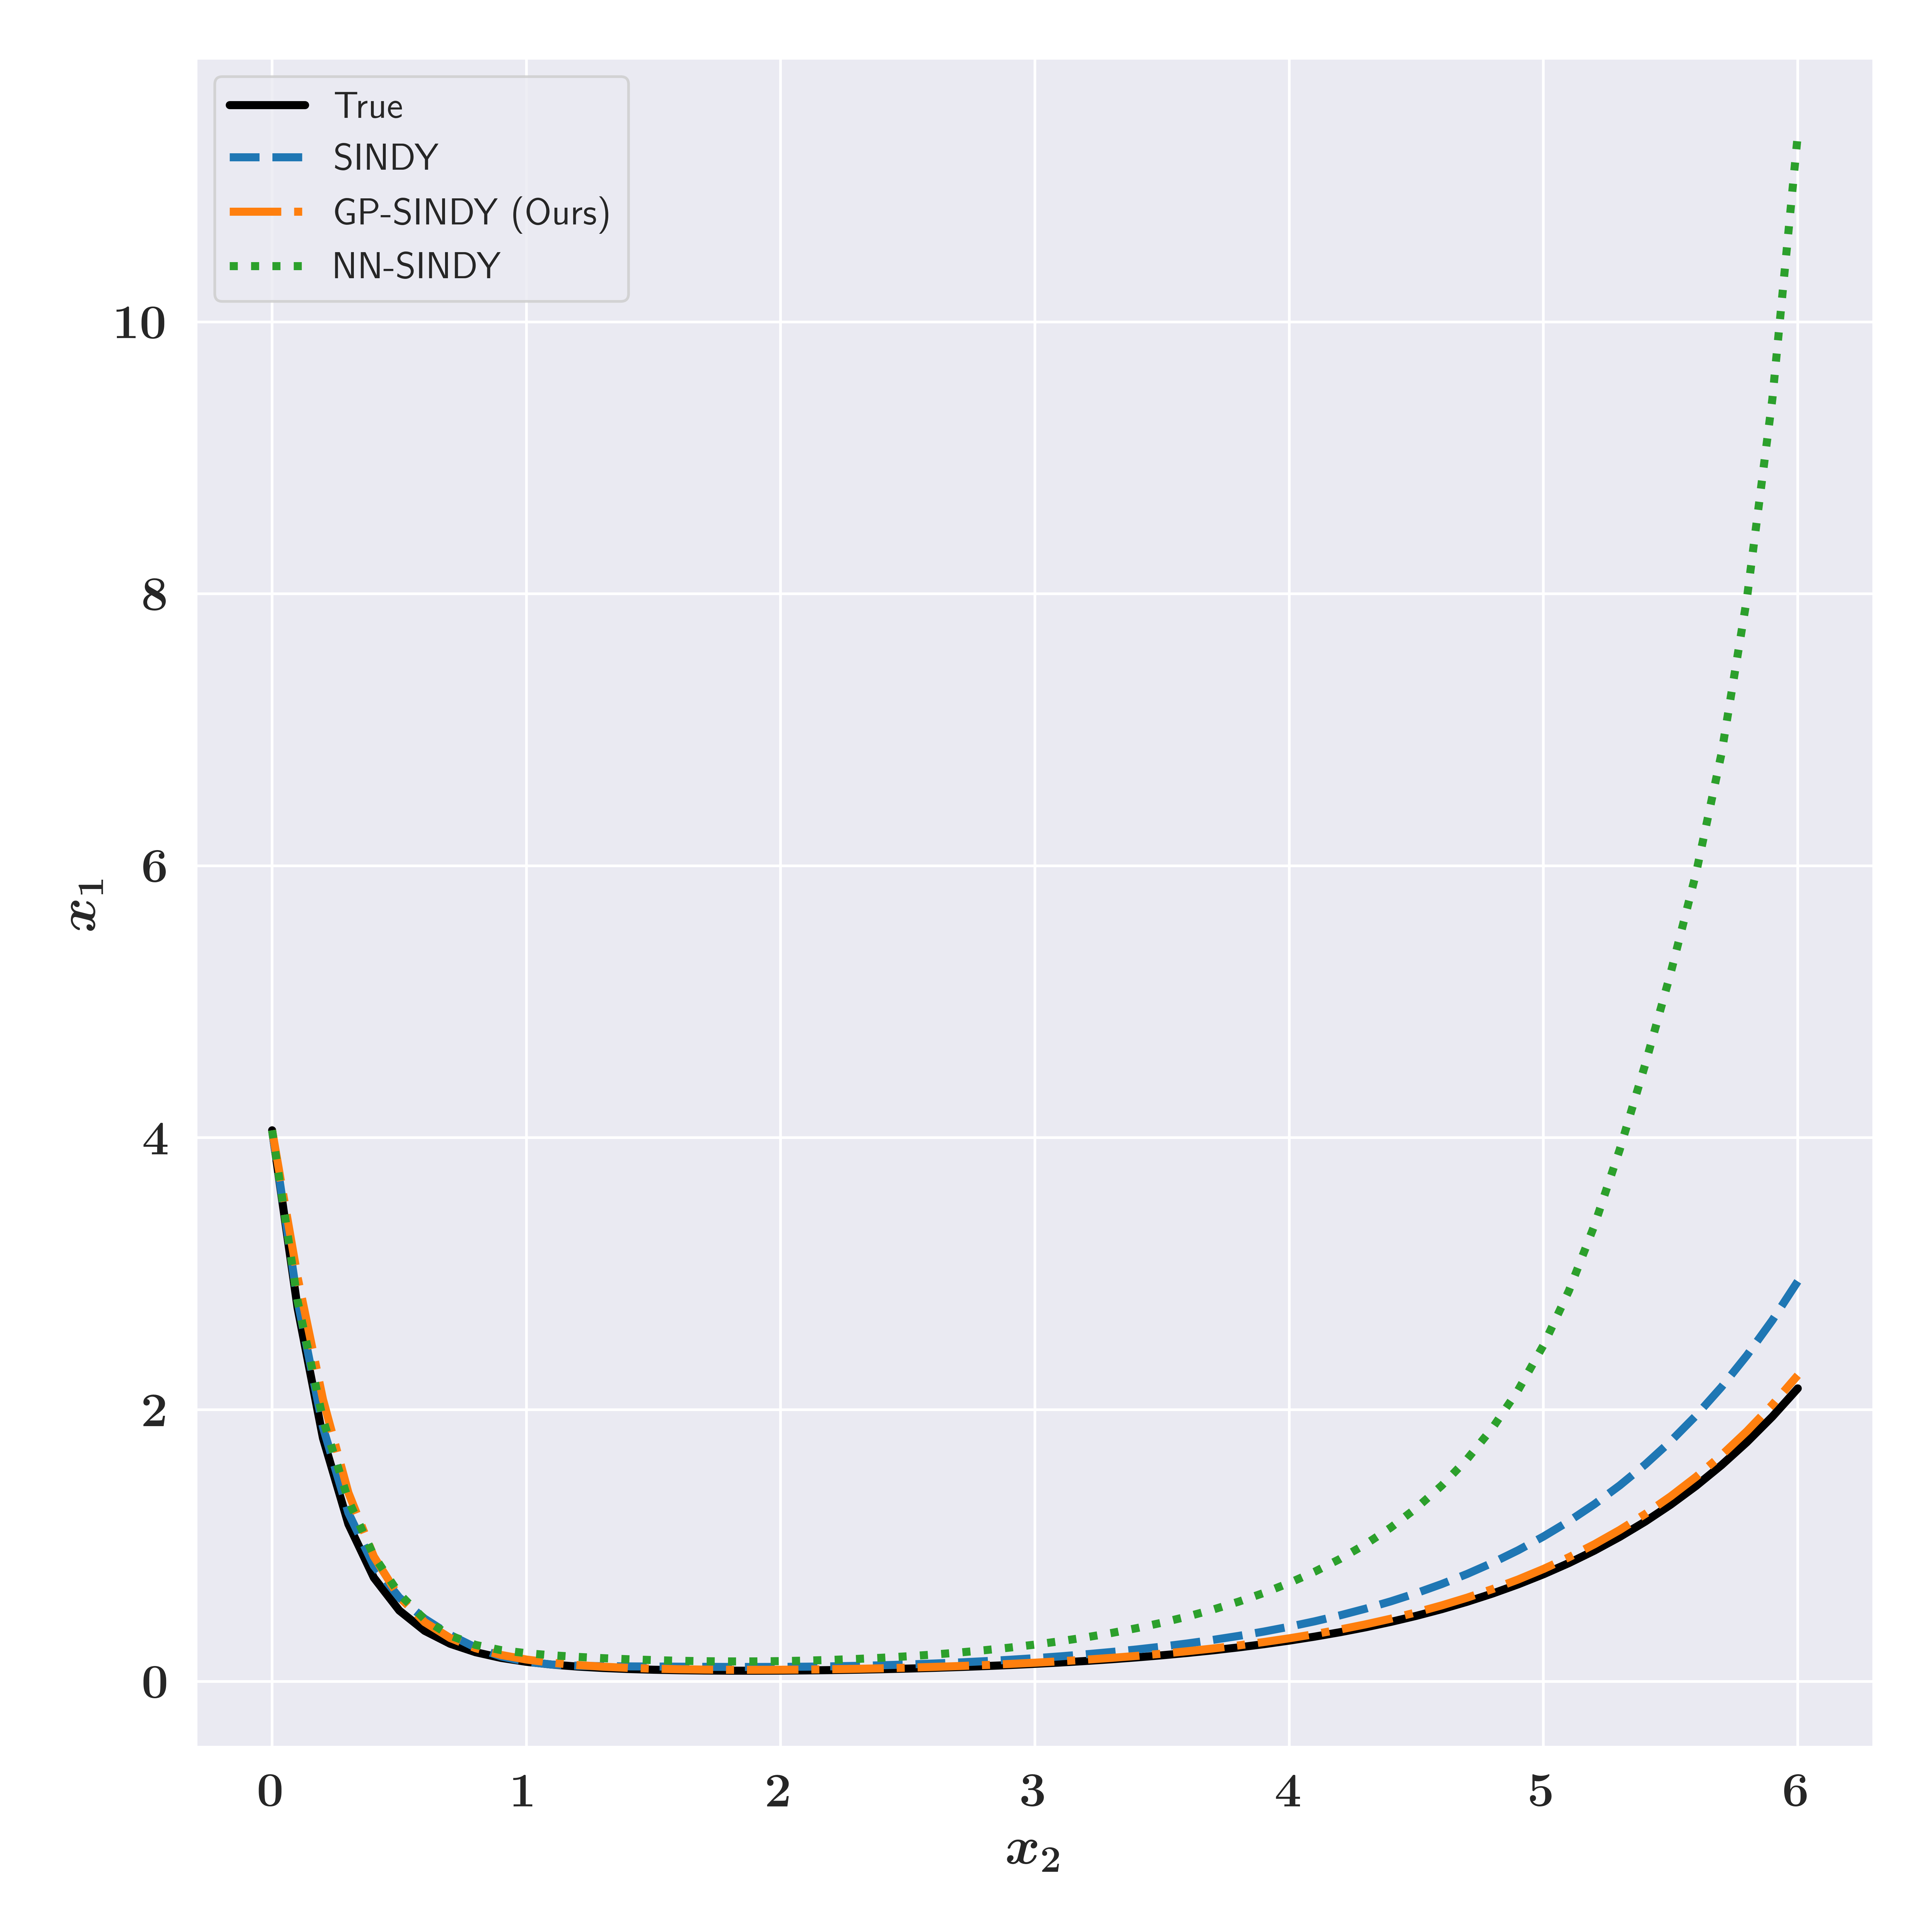 True
SINDY
GP-SINDY (Ours)
NN-SINDY
10
8
6
4
2
0
x₁
0 1 2 3 4 5 6
x₂